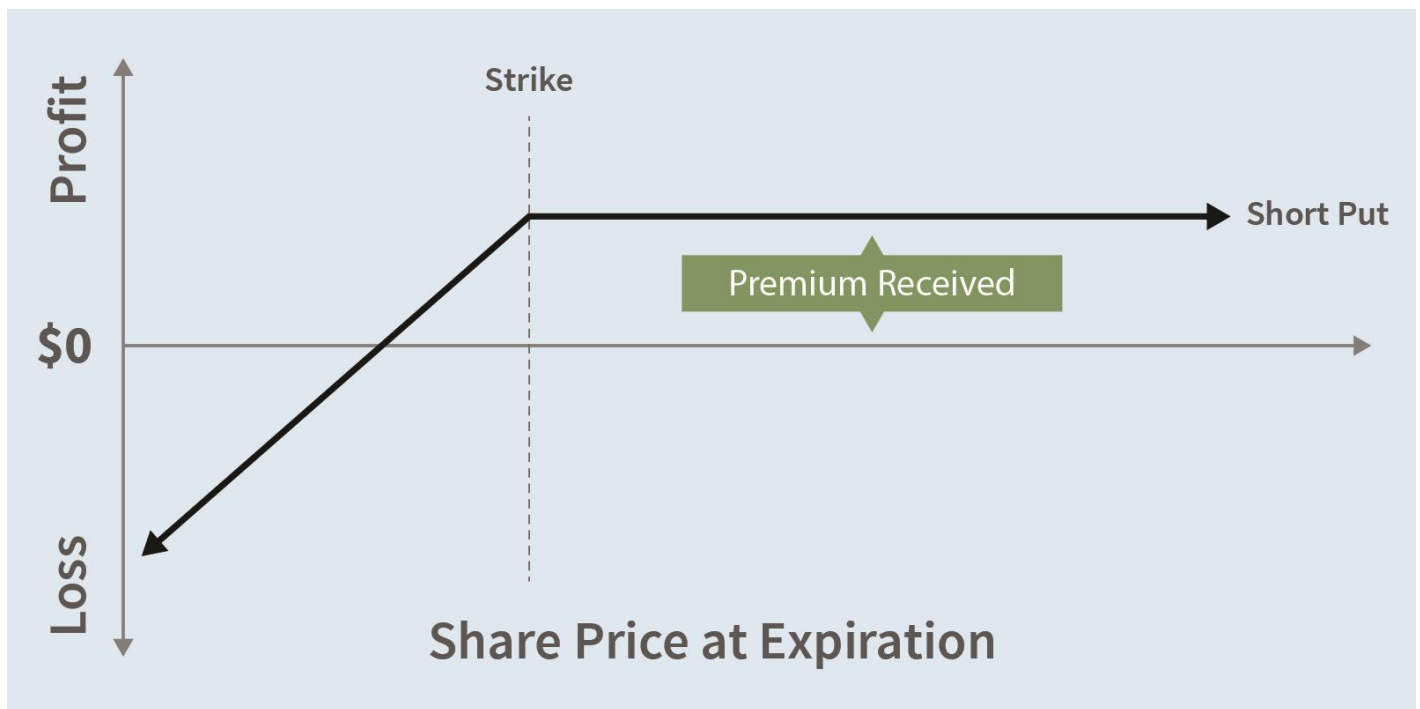 Profit
Strike
Short Put
Premium Received
$0
Loss
Share Price at Expiration